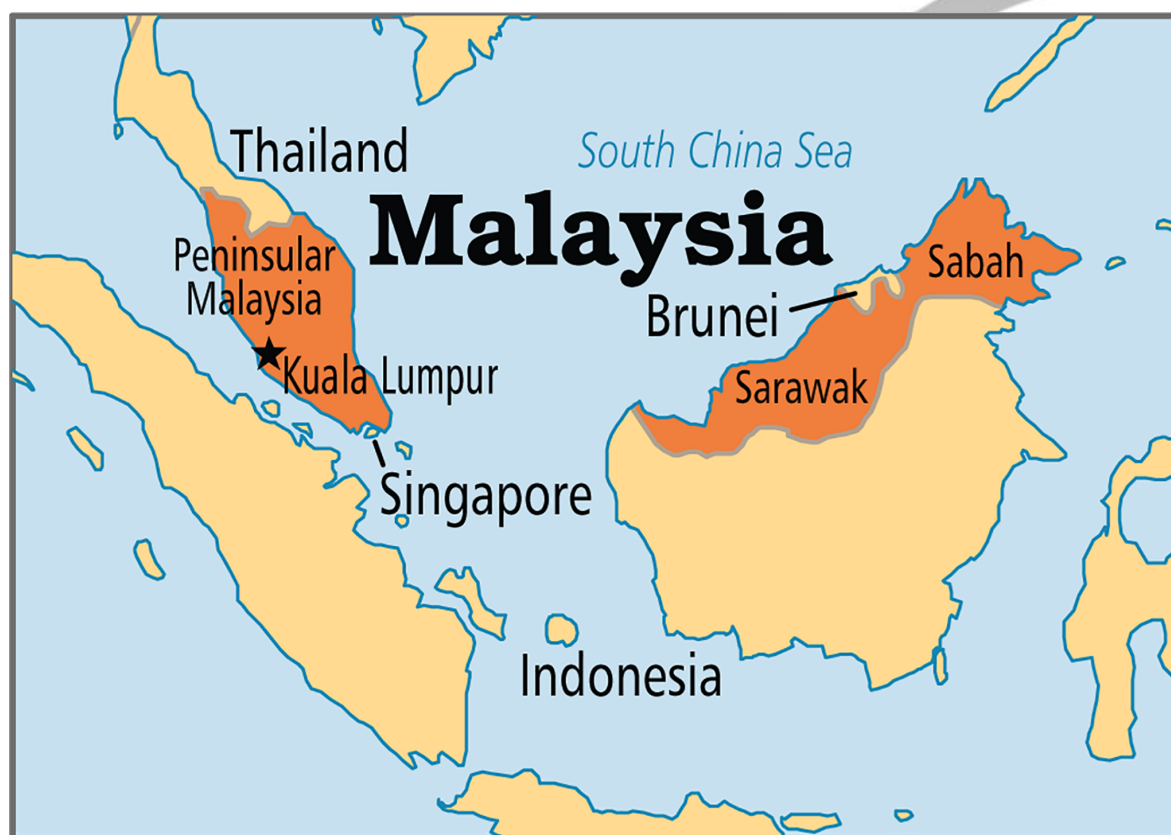 Thailand
South China Sea
Malaysia
Peninsular
Malaysia
Sabah
Brunei
Kuala Lumpur
Sarawak
Singapore
Indonesia